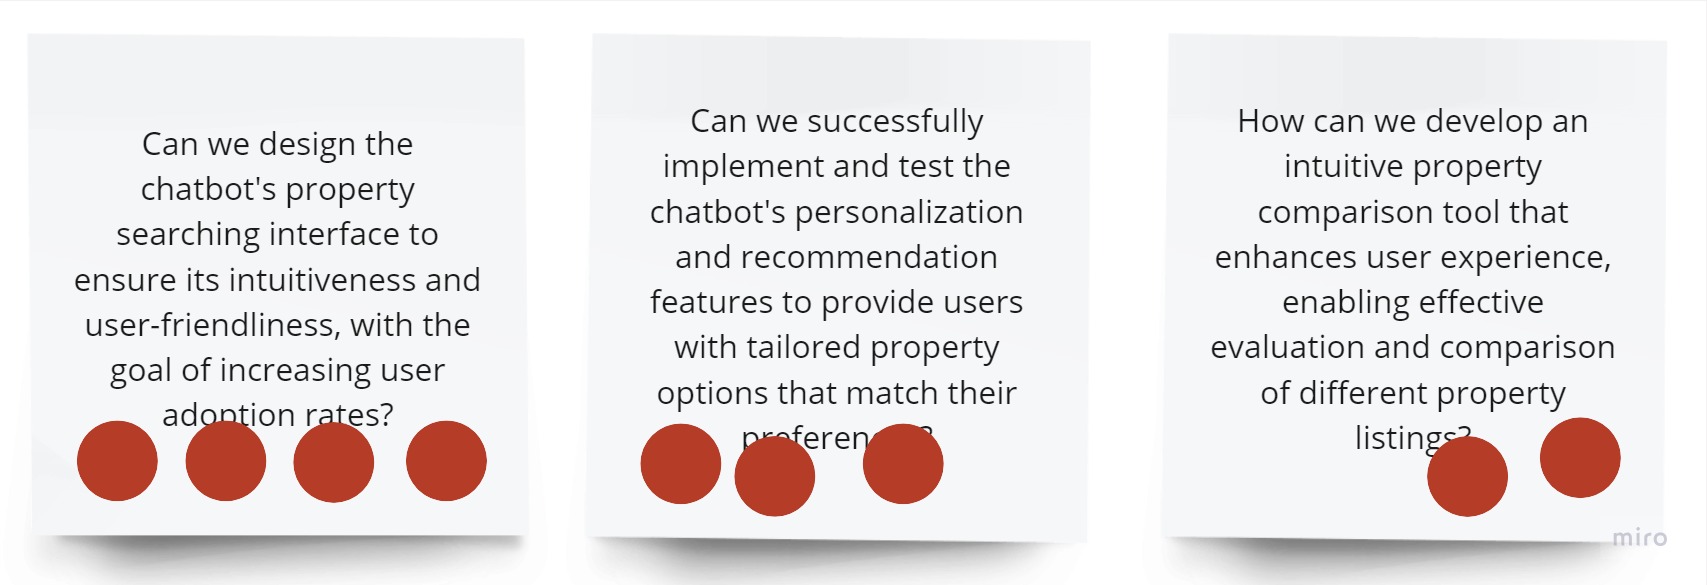 Can we design the
chatbot's property
searching interface to
ensure its intuitiveness and
user-friendliness, with the
goal of increasing user
adoption rates?
Can we successfully
implement and test the
chatbot's personalization
and recommendation
features to provide users
with tailored property
options that match their
preferences?
How can we develop an
intuitive property
comparison tool that
enhances user experience,
enabling effective
evaluation and comparison
of different property
listings?
miro